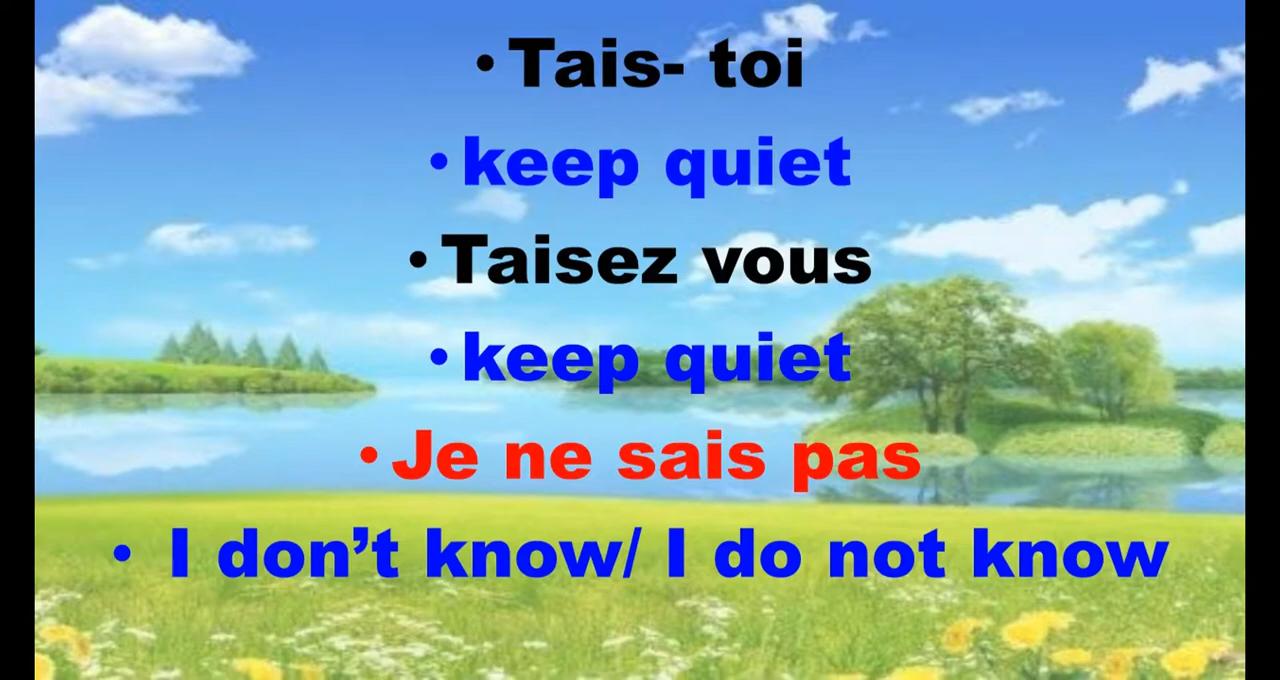 • Tais- toi
• keep quiet
• Taisez vous
• keep quiet
• Je ne sais pas
• I don’t know/ I do not know